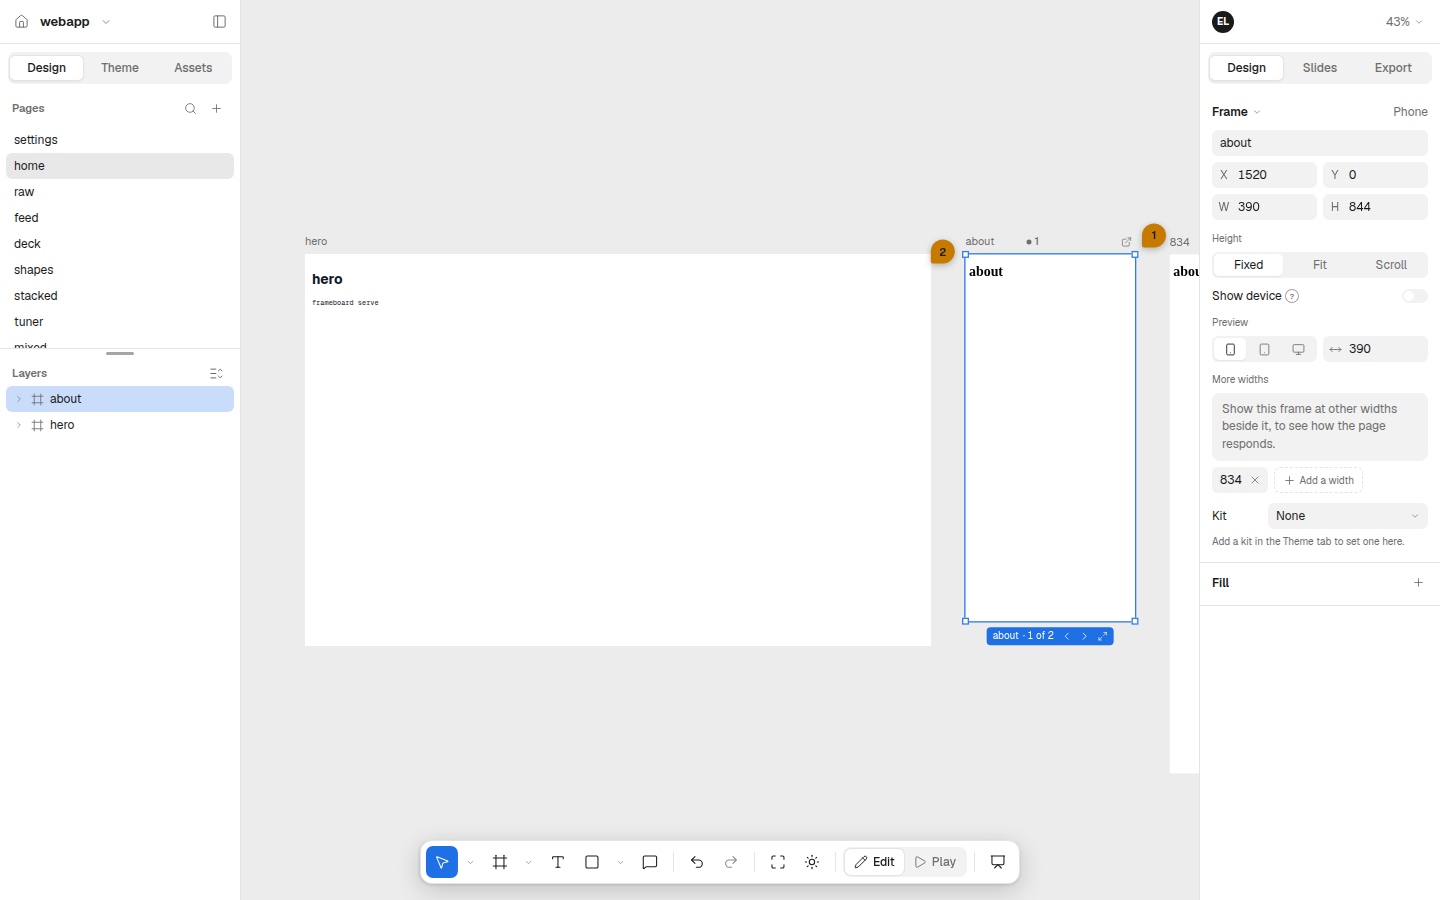 webapp
Design Theme Assets
Pages
settings
home
raw
feed
deck
shapes
stacked
tuner
mixed
Layers
about
hero
hero
hero
frameboard serve
2
about 1
about
about · 1 of 2
1
834
abou
Edit Play
EL 43%
Design Slides Export
Frame Phone
about
X 1520 Y 0
W 390 H 844
Height
Fixed Fit Scroll
Show device ?
Preview
390
More widths
Show this frame at other widths
beside it, to see how the page
responds.
834 Add a width
Kit None
Add a kit in the Theme tab to set one here.
Fill